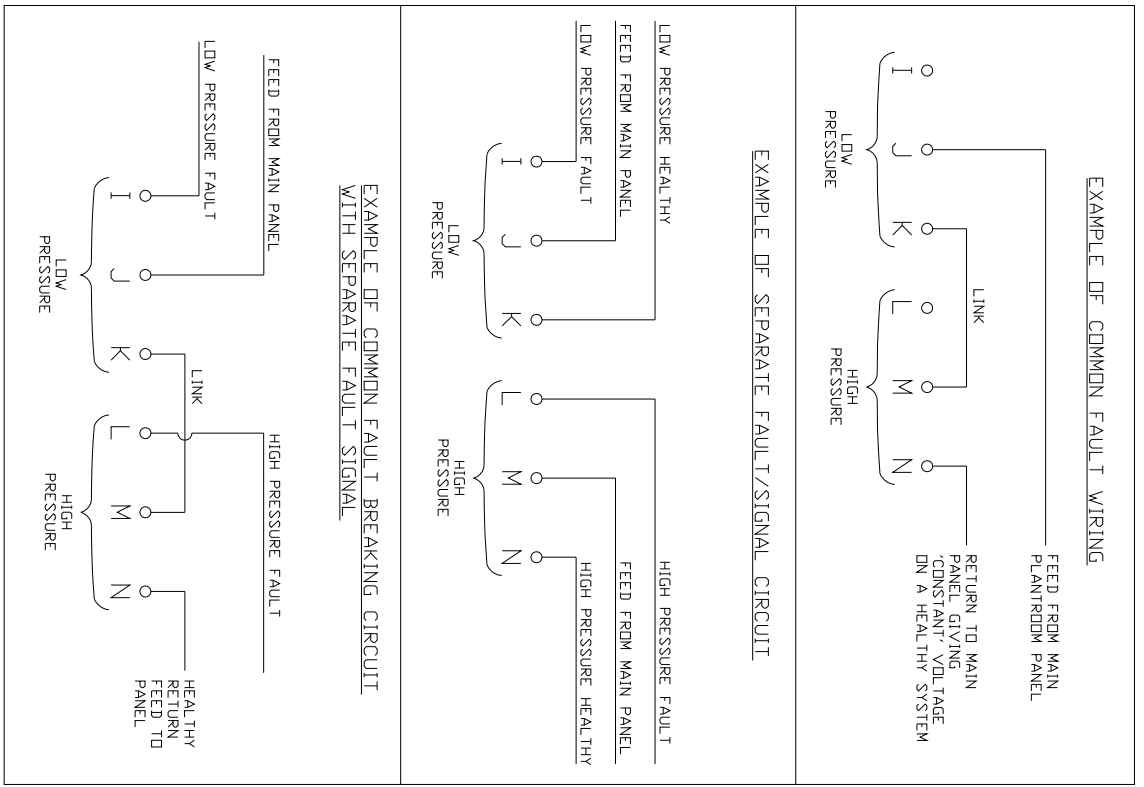 EXAMPLE OF COMMON FAULT WIRING
FEED FROM MAIN
PLANTROOM PANEL
LINK
RETURN TO MAIN
PANEL GIVING
'CONSTANT' VOLTAGE
ON A HEALTHY SYSTEM
I J K L M N
LOW
PRESSURE
HIGH
PRESSURE
EXAMPLE OF SEPARATE FAULT/SIGNAL CIRCUIT
LOW PRESSURE HEALTHY
HIGH PRESSURE FAULT
FEED FROM MAIN PANEL
FEED FROM MAIN PANEL
LOW PRESSURE FAULT
HIGH PRESSURE HEALTHY
I J K L M N
LOW
PRESSURE
HIGH
PRESSURE
EXAMPLE OF COMMON FAULT BREAKING CIRCUIT
WITH SEPARATE FAULT SIGNAL
FEED FROM MAIN PANEL
HIGH PRESSURE FAULT
LOW PRESSURE FAULT
LINK
HEALTHY
RETURN
FEED TO
PANEL
I J K L M N
LOW
PRESSURE
HIGH
PRESSURE